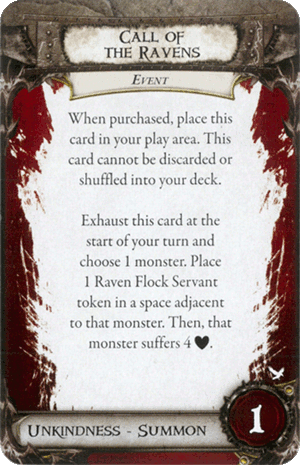 Call of
the Ravens
Event
When purchased, place this
card in your play area. This
card cannot be discarded or
shuffled into your deck.
Exhaust this card at the
start of your turn and
choose 1 monster. Place
1 Raven Flock Servant
token in a space adjacent
to that monster. Then, that
monster suffers 4 ♥.
Unkindness - Summon
1